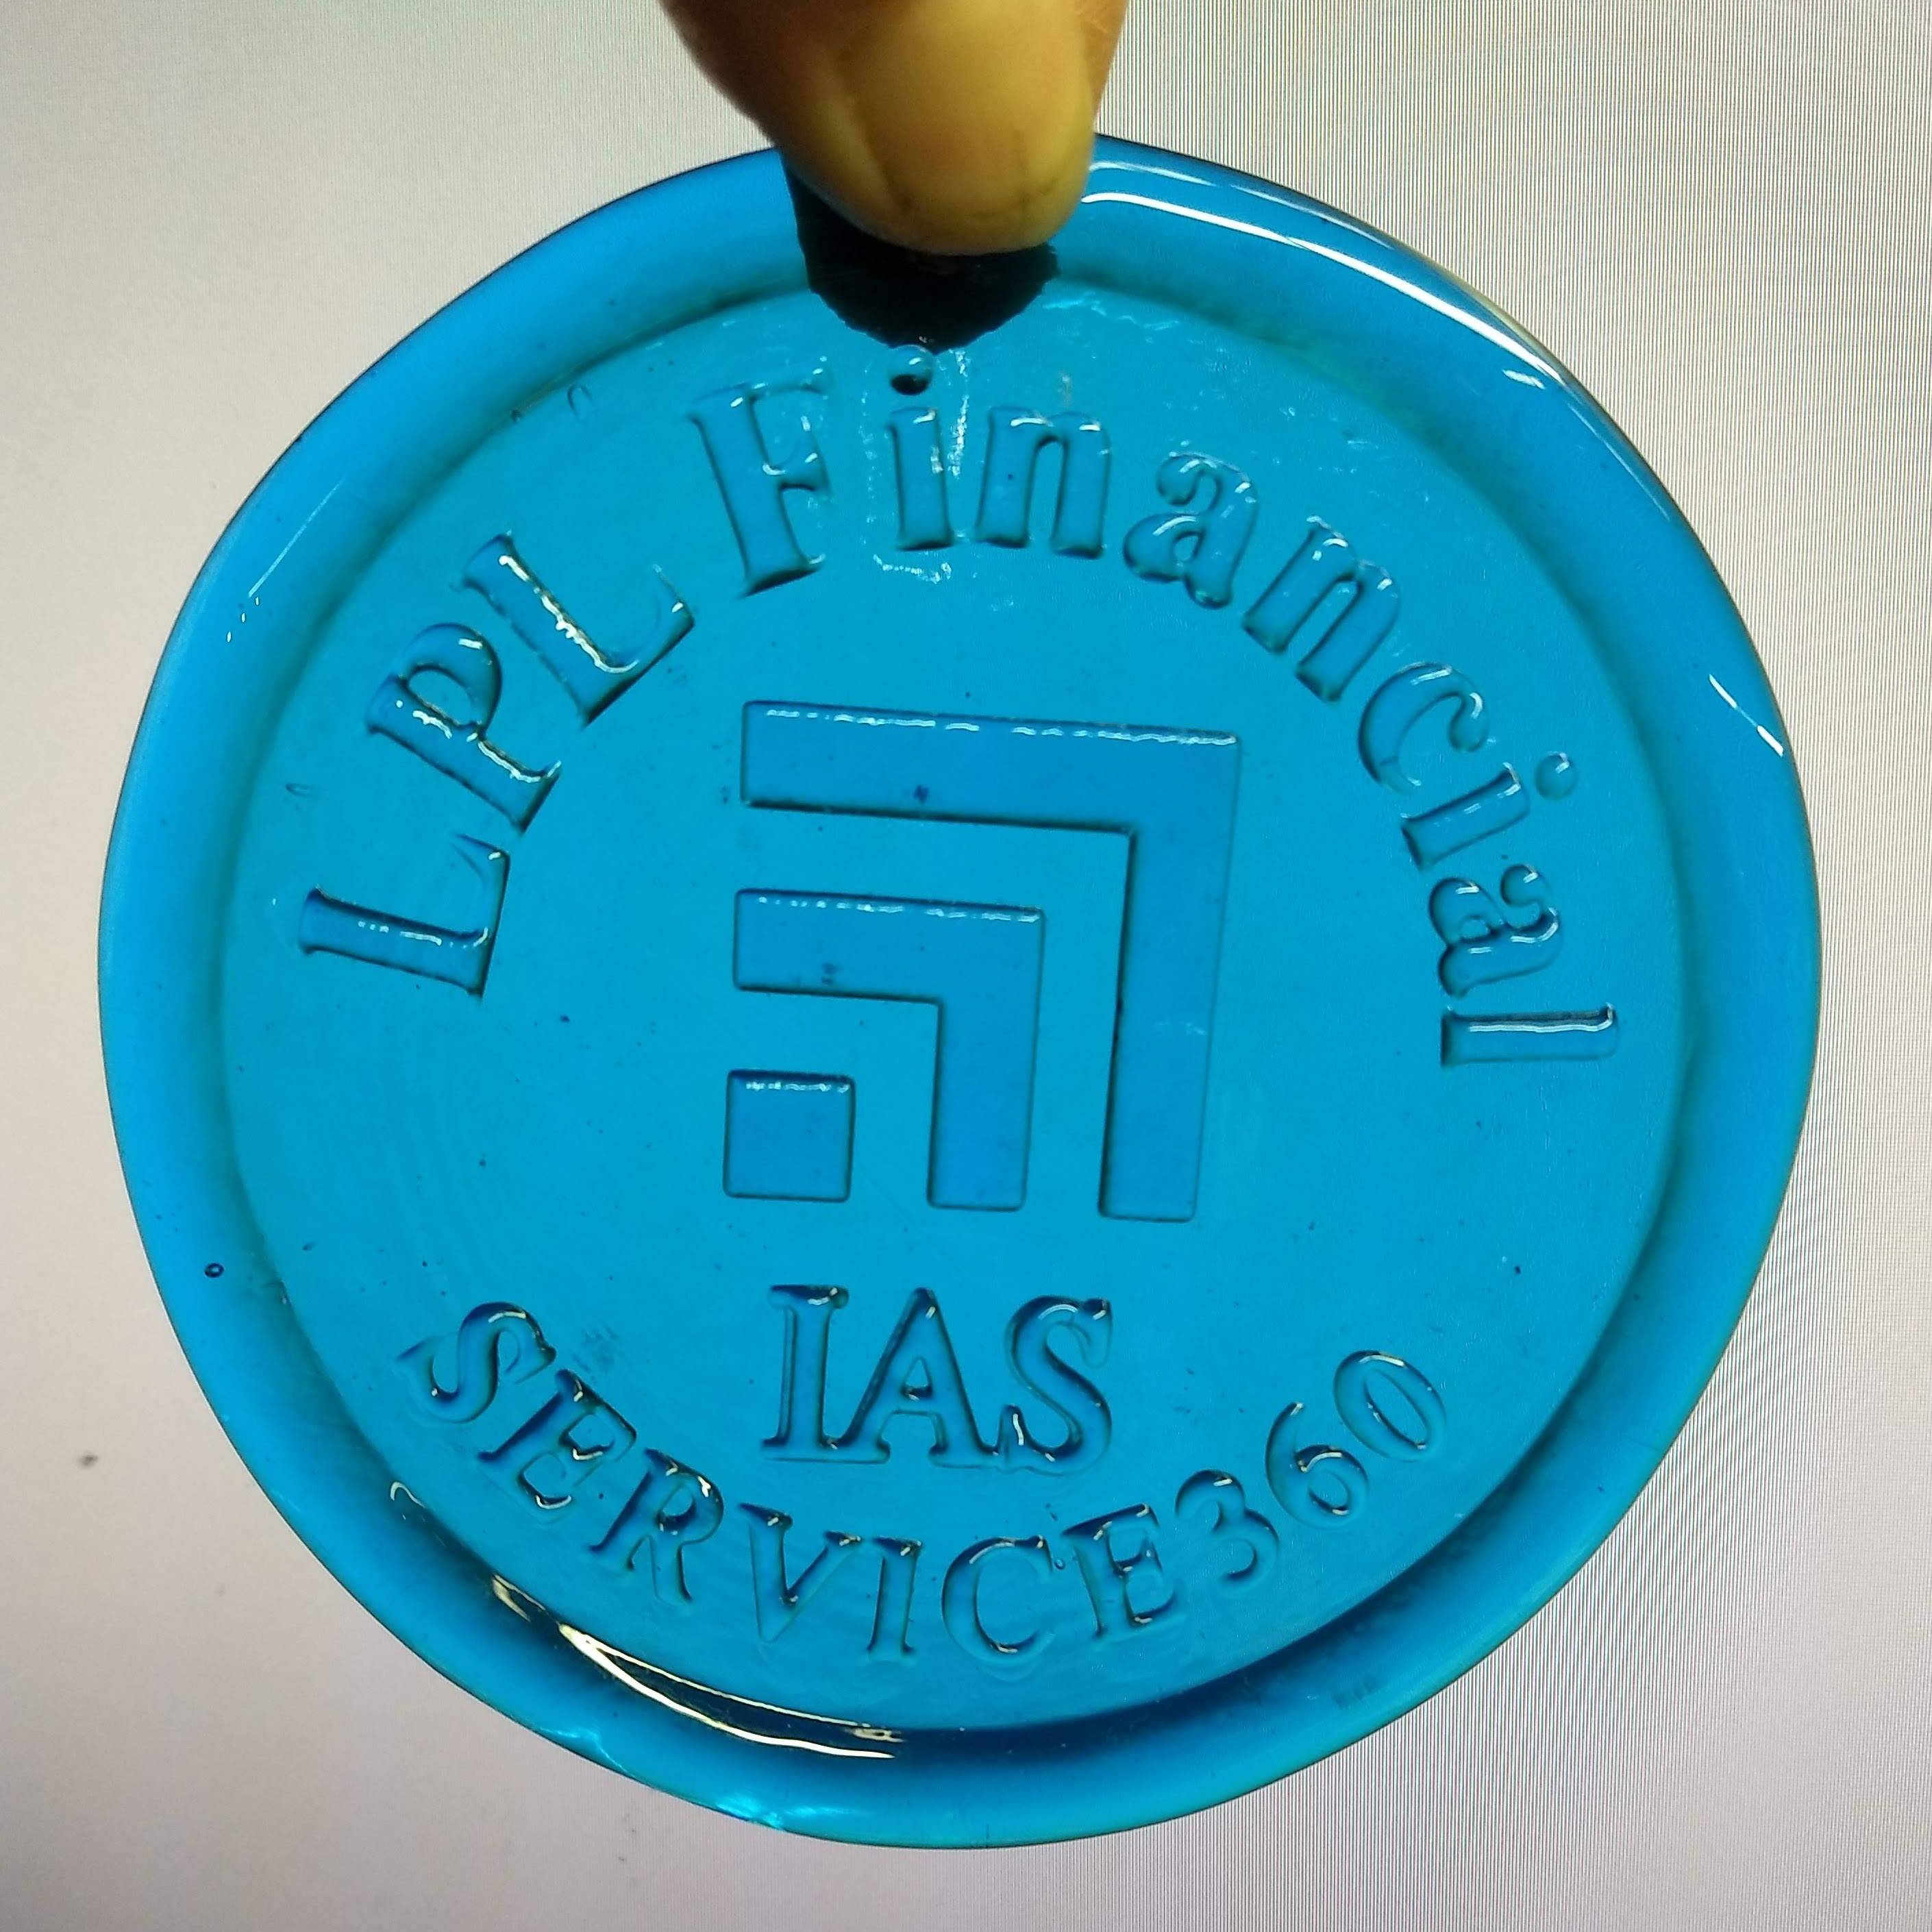 LPL Financial
IAS
SERVICE360